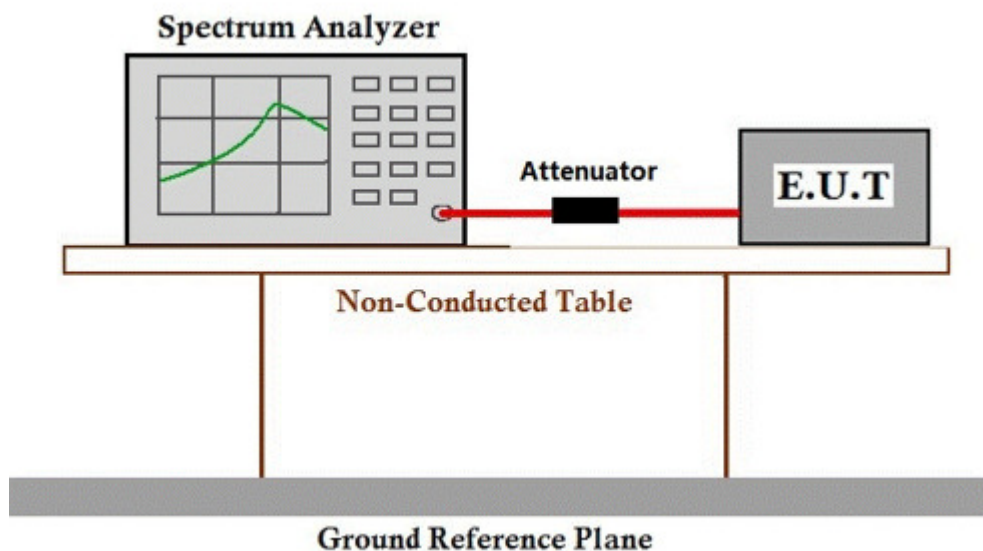 Spectrum Analyzer
Attenuator
E.U.T
Non-Conducted Table
Ground Reference Plane